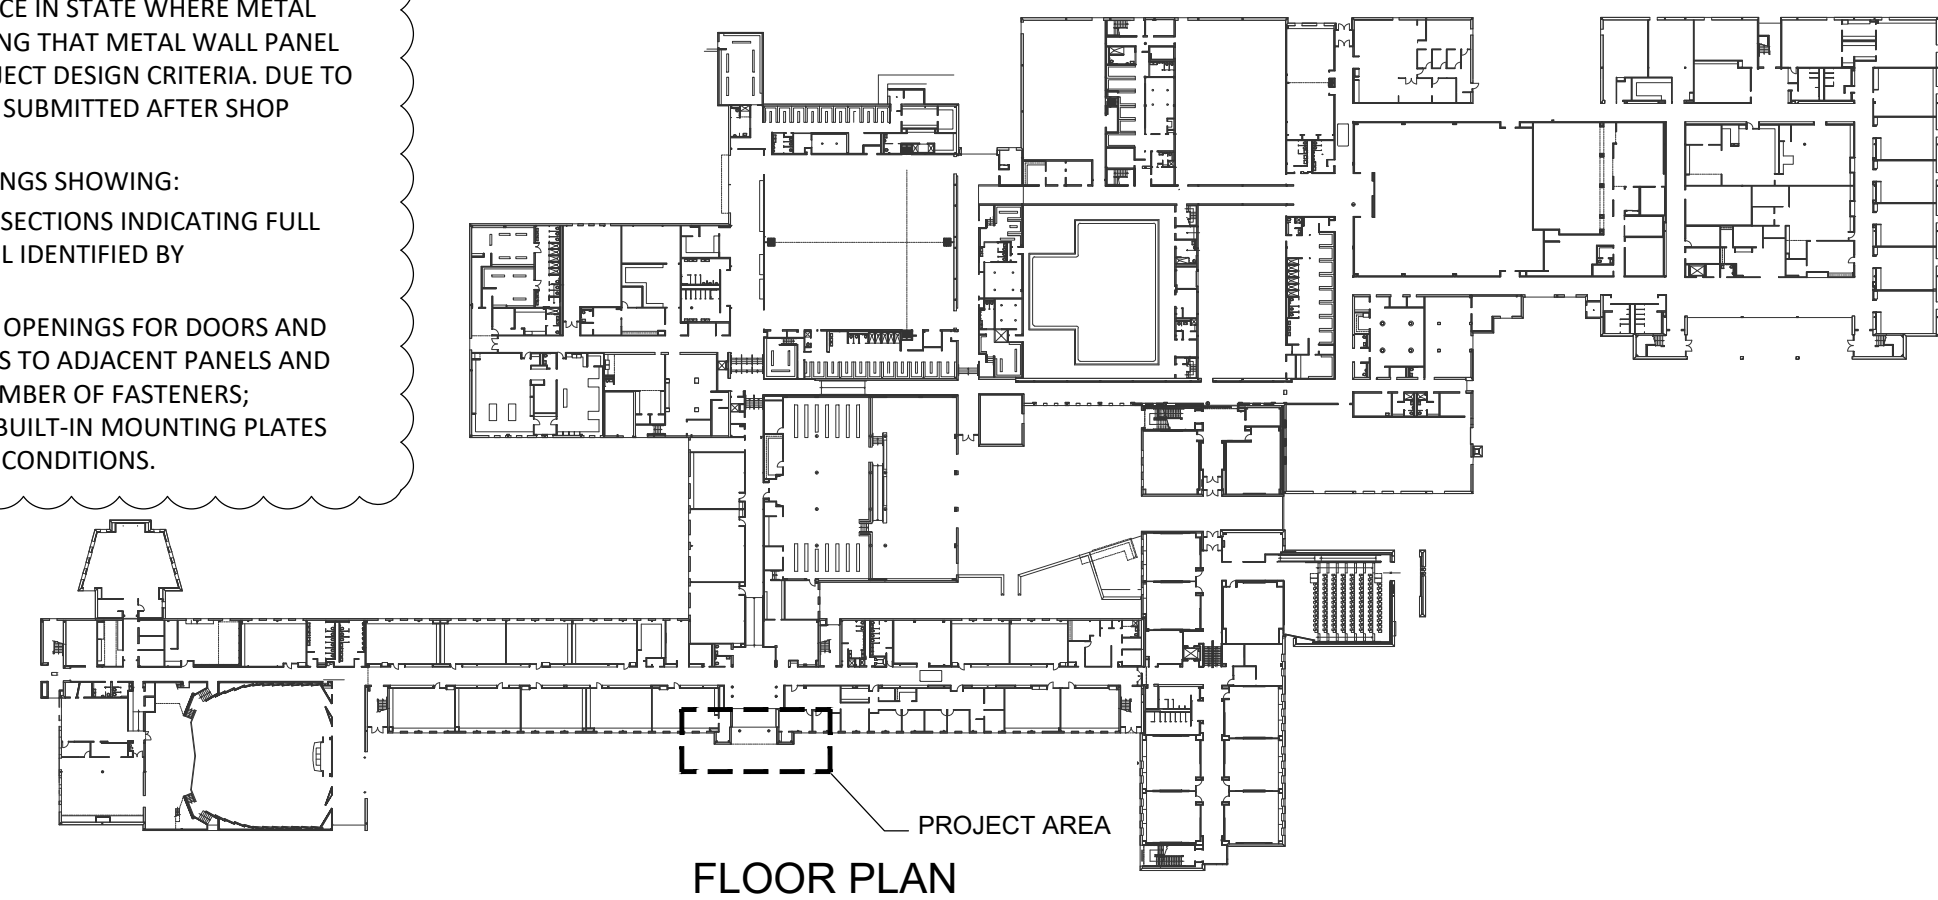 CE IN STATE WHERE METAL
NG THAT METAL WALL PANEL
JECT DESIGN CRITERIA. DUE TO
SUBMITTED AFTER SHOP
NGS SHOWING:
SECTIONS INDICATING FULL
L IDENTIFIED BY
OPENINGS FOR DOORS AND
S TO ADJACENT PANELS AND
MBER OF FASTENERS;
BUILT-IN MOUNTING PLATES
CONDITIONS.
PROJECT AREA
FLOOR PLAN